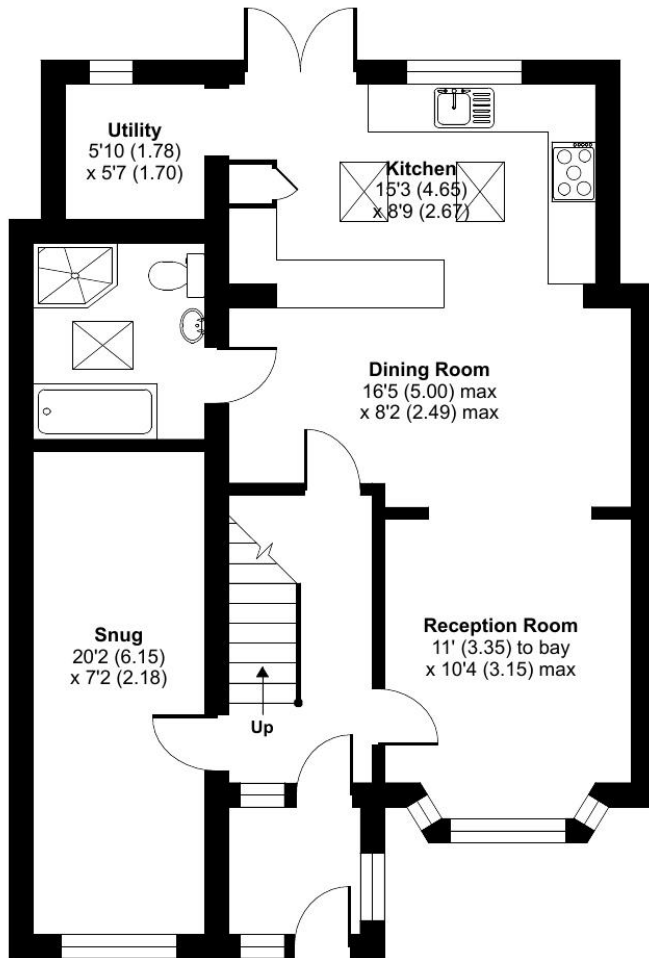 Utility
5'10 (1.78)
x 5'7 (1.70)
Kitchen
15'3 (4.65)
x 8'9 (2.67)
Dining Room
16'5 (5.00) max
x 8'2 (2.49) max
Snug
20'2 (6.15)
x 7'2 (2.18)
Reception Room
11' (3.35) to bay
x 10'4 (3.15) max
Up